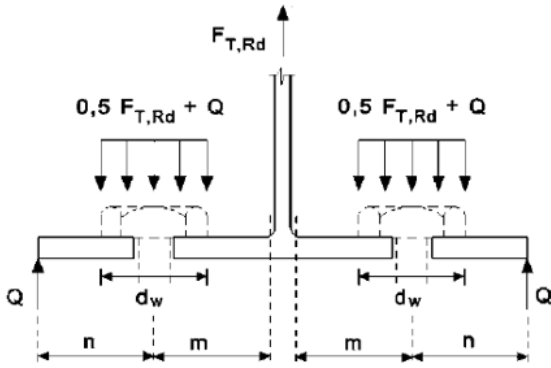 F_T,Rd
0,5 F_T,Rd + Q 0,5 F_T,Rd + Q
Q d_w d_w Q
n m m n